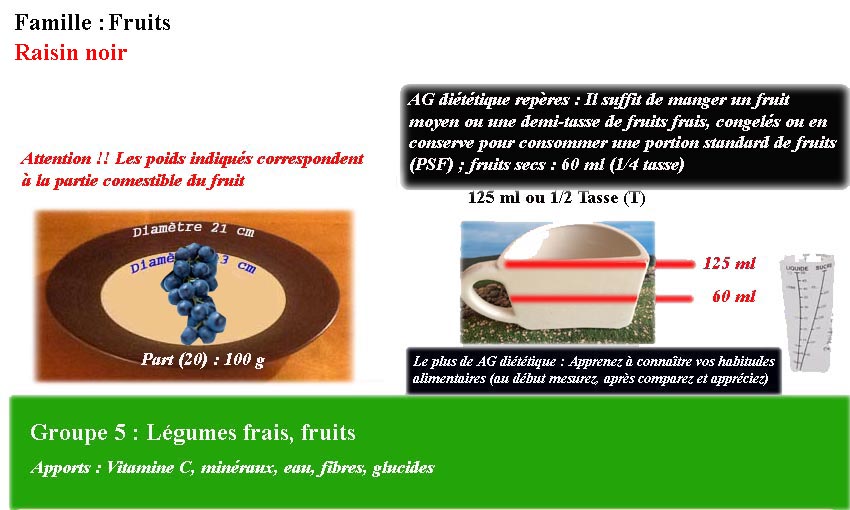 Famille : Fruits
Raisin noir
AG diététique repères : Il suffit de manger un fruit
moyen ou une demi-tasse de fruits frais, congelés ou en
conserve pour consommer une portion standard de fruits
(PSF) ; fruits secs : 60 ml (1/4 tasse)
Attention !! Les poids indiqués correspondent
à la partie comestible du fruit
125 ml ou 1/2 Tasse (T)
Diamètre 21 cm
3 cm
Part (20) : 100 g
125 ml
60 ml
LIQUIDE SUCRE
Le plus de AG diététique : Apprenez à connaître vos habitudes
alimentaires (au début mesurez, après comparez et appréciez)
Groupe 5 : Légumes frais, fruits
Apports : Vitamine C, minéraux, eau, fibres, glucides